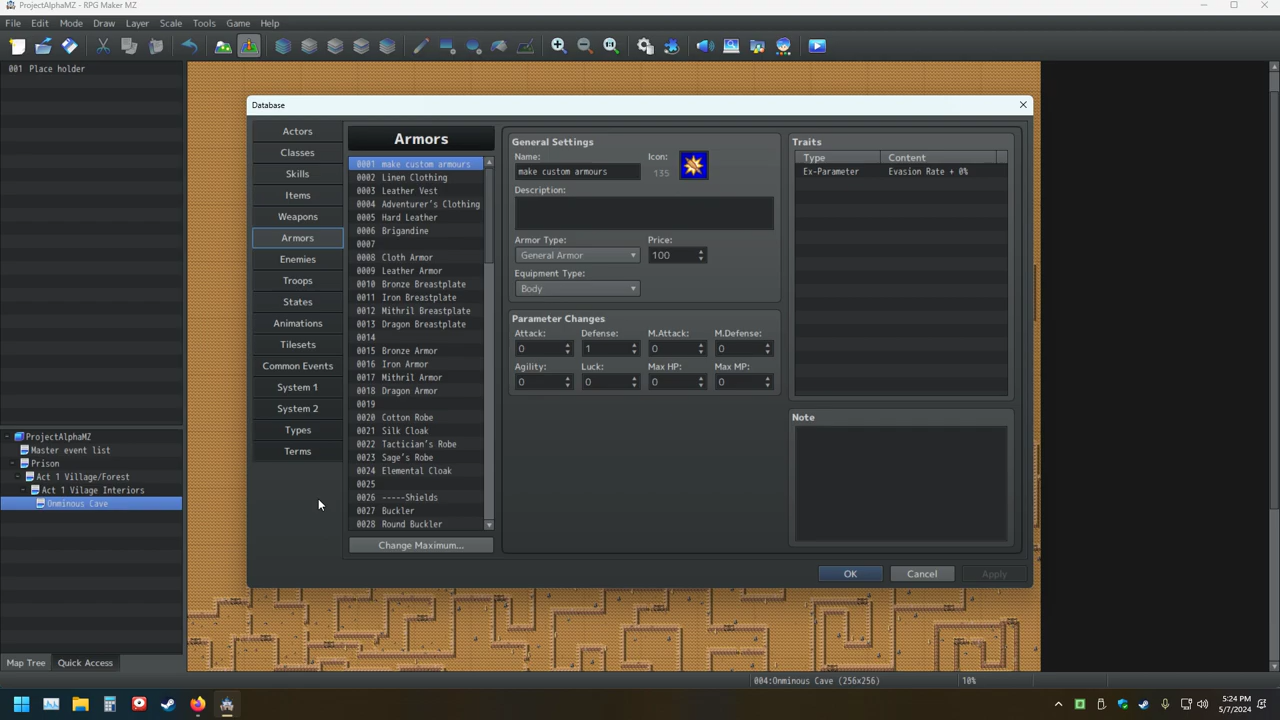 ProjectAlphaMZ - RPG Maker MZ
File Edit Mode Draw Layer Scale Tools Game Help
001 Place holder
Database
Actors
Classes
Skills
Items
Weapons
Armors
Enemies
Troops
States
Animations
Tilesets
Common Events
System 1
System 2
Types
Terms
Armors
0001 make custom armours
0002 Linen Clothing
0003 Leather Vest
0004 Adventurer's Clothing
0005 Hard Leather
0006 Brigandine
0007
0008 Cloth Armor
0009 Leather Armor
0010 Bronze Breastplate
0011 Iron Breastplate
0012 Mithril Breastplate
0013 Dragon Breastplate
0014
0015 Bronze Armor
0016 Iron Armor
0017 Mithril Armor
0018 Dragon Armor
0019
0020 Cotton Robe
0021 Silk Cloak
0022 Tactician's Robe
0023 Sage's Robe
0024 Elemental Cloak
0025
0026 -----Shields
0027 Buckler
0028 Round Buckler
Change Maximum...
General Settings
Name: Icon:
make custom armours 135
Description:
Armor Type: Price:
General Armor 100
Equipment Type:
Body
Parameter Changes
Attack: Defense: M.Attack: M.Defense:
0 1 0 0
Agility: Luck: Max HP: Max MP:
0 0 0 0
Traits
Type Content
Ex-Parameter Evasion Rate + 0%
Note
OK Cancel Apply
ProjectAlphaMZ
Master event list
Prison
Act 1 Village/Forest
Act 1 Vilage Interiors
Onminous Cave
Map Tree Quick Access
004:Onminous Cave (256x256) 10%
5:24 PM
5/7/2024